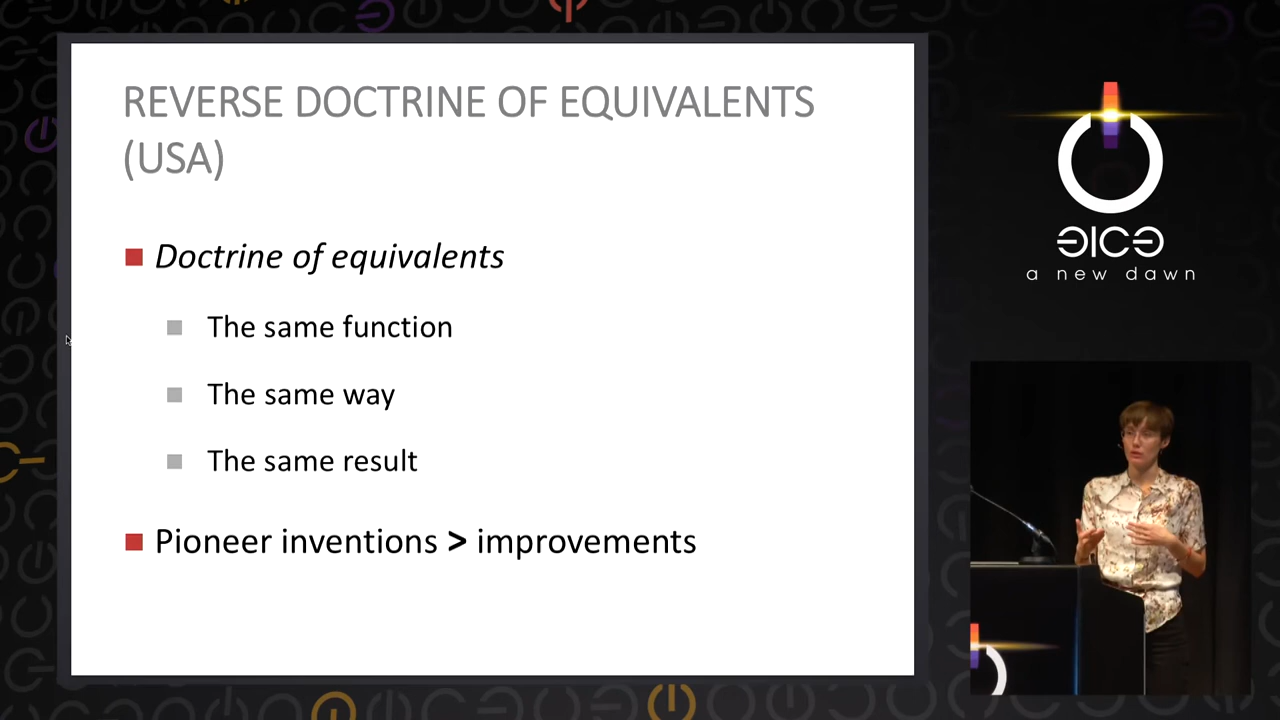 REVERSE DOCTRINE OF EQUIVALENTS
(USA)
Doctrine of equivalents
The same function
The same way
The same result
Pioneer inventions > improvements
a new dawn